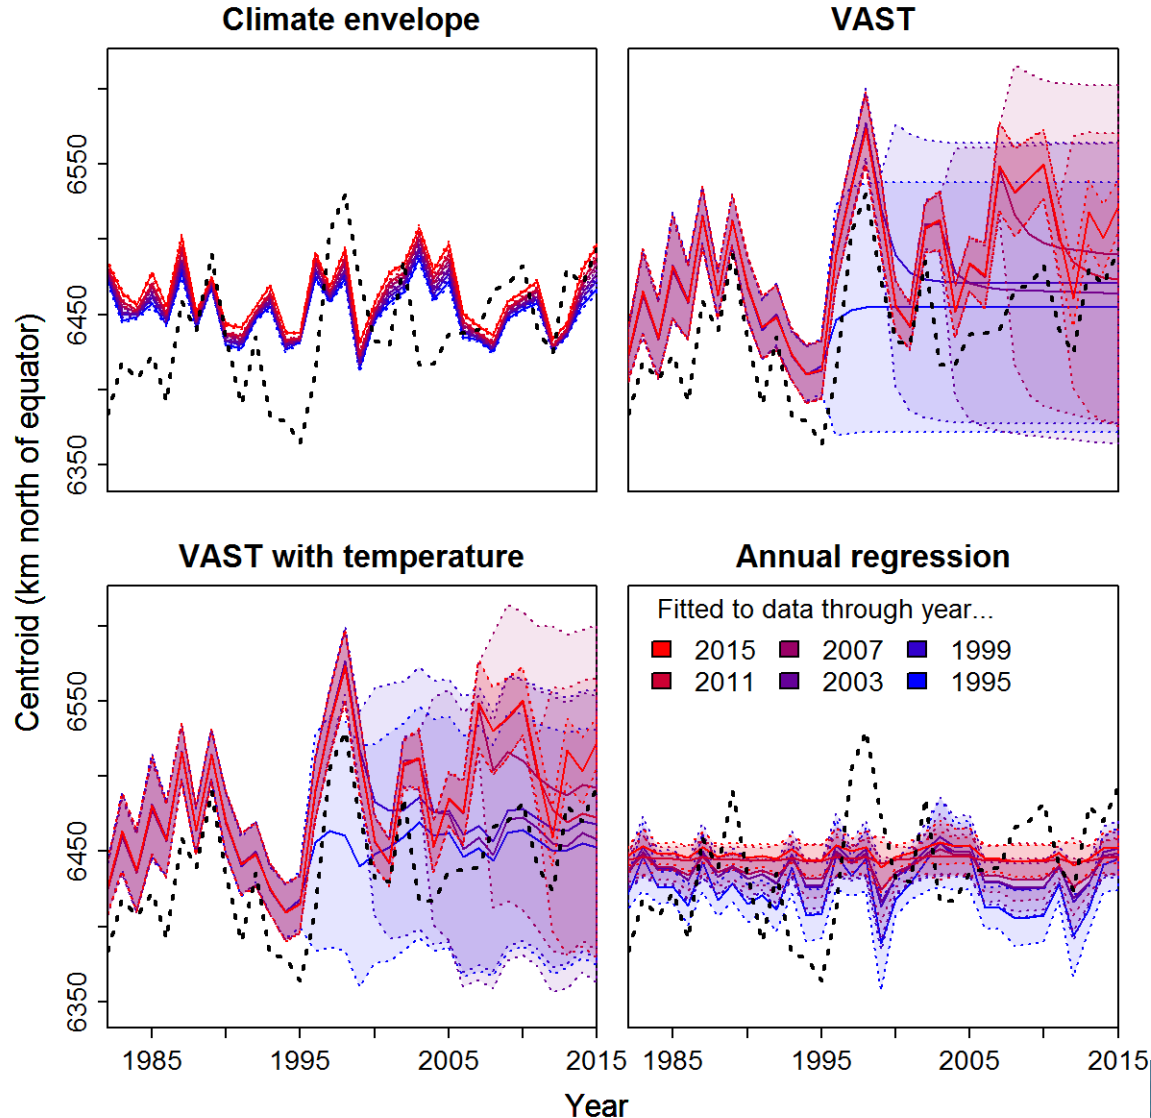 Climate envelope
VAST
6550
6450
6350
Centroid (km north of equator)
VAST with temperature
Annual regression
6550
6450
6350
Fitted to data through year...
2015 2007 1999
2011 2003 1995
1985 1995 2005 2015 1985 1995 2005 2015
Year